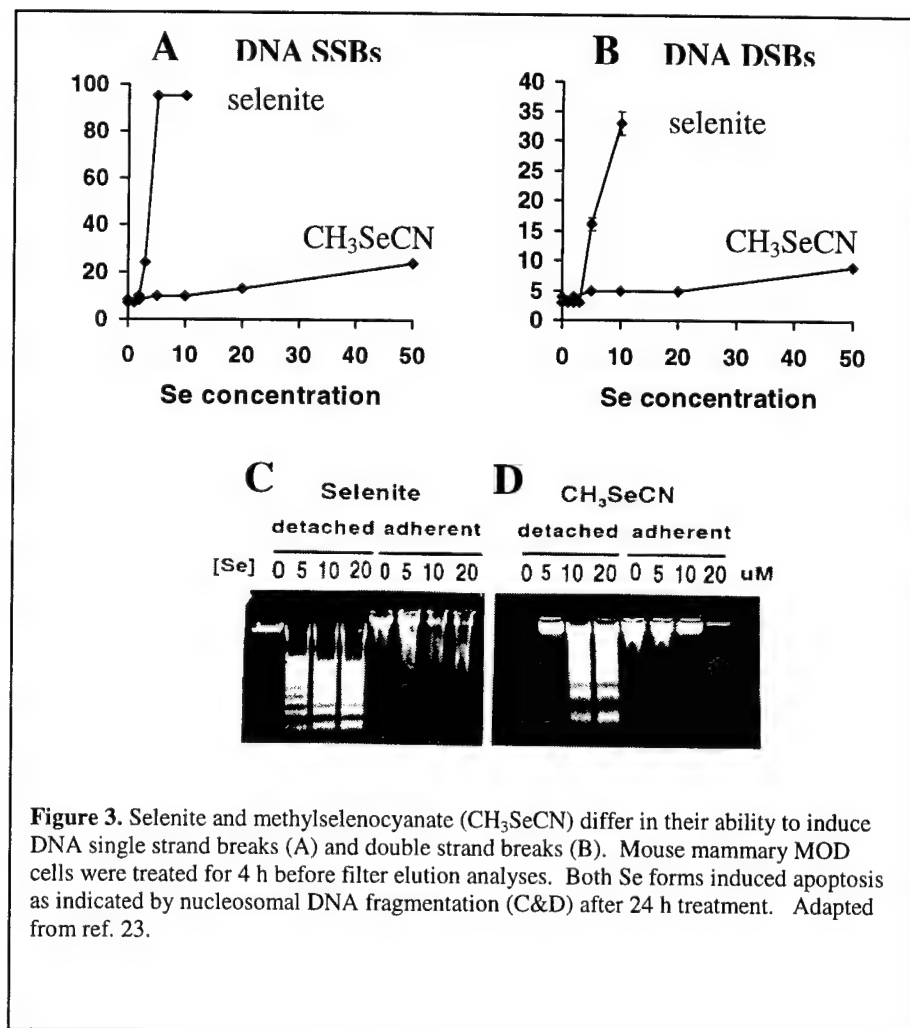 A DNA SSBs
100
80
60
40
20
0
selenite
CH₃SeCN
0 10 20 30 40 50
Se concentration
B DNA DSBs
40
35
30
25
20
15
10
5
0
selenite
CH₃SeCN
0 10 20 30 40 50
Se concentration
C Selenite
detached adherent
[Se] 0 5 10 20 0 5 10 20
D CH₃SeCN
detached adherent
0 5 10 20 0 5 10 20 uM
Figure 3. Selenite and methylselenocyanate (CH₃SeCN) differ in their ability to induce
DNA single strand breaks (A) and double strand breaks (B). Mouse mammary MOD
cells were treated for 4 h before filter elution analyses. Both Se forms induced apoptosis
as indicated by nucleosomal DNA fragmentation (C&D) after 24 h treatment. Adapted
from ref. 23.